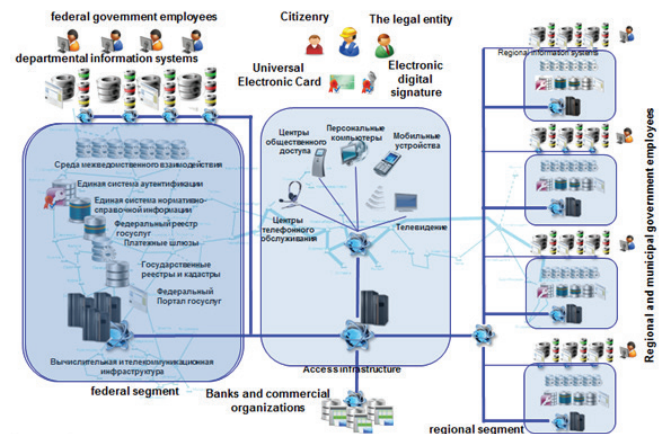 federal government employees
departmental information systems
Среда межведомственного взаимодействия
Единая система аутентификации
Единая система нормативно-
справочной информации
Федеральный реестр
госуслуг
Платежные шлюзы
Государственные
реестры и кадастры
Федеральный
Портал госуслуг
Вычислительная и телекоммуникационная
инфраструктура
federal segment
Citizenry
The legal entity
Universal
Electronic Card
Electronic
digital
signature
Центры
общественного
доступа
Персональные
компьютеры
Мобильные
устройства
Центры
телефонного
обслуживания
Телевидение
Access infrastructure
Banks and commercial
organizations
Regional information systems
regional segment
Regional and municipal government employees